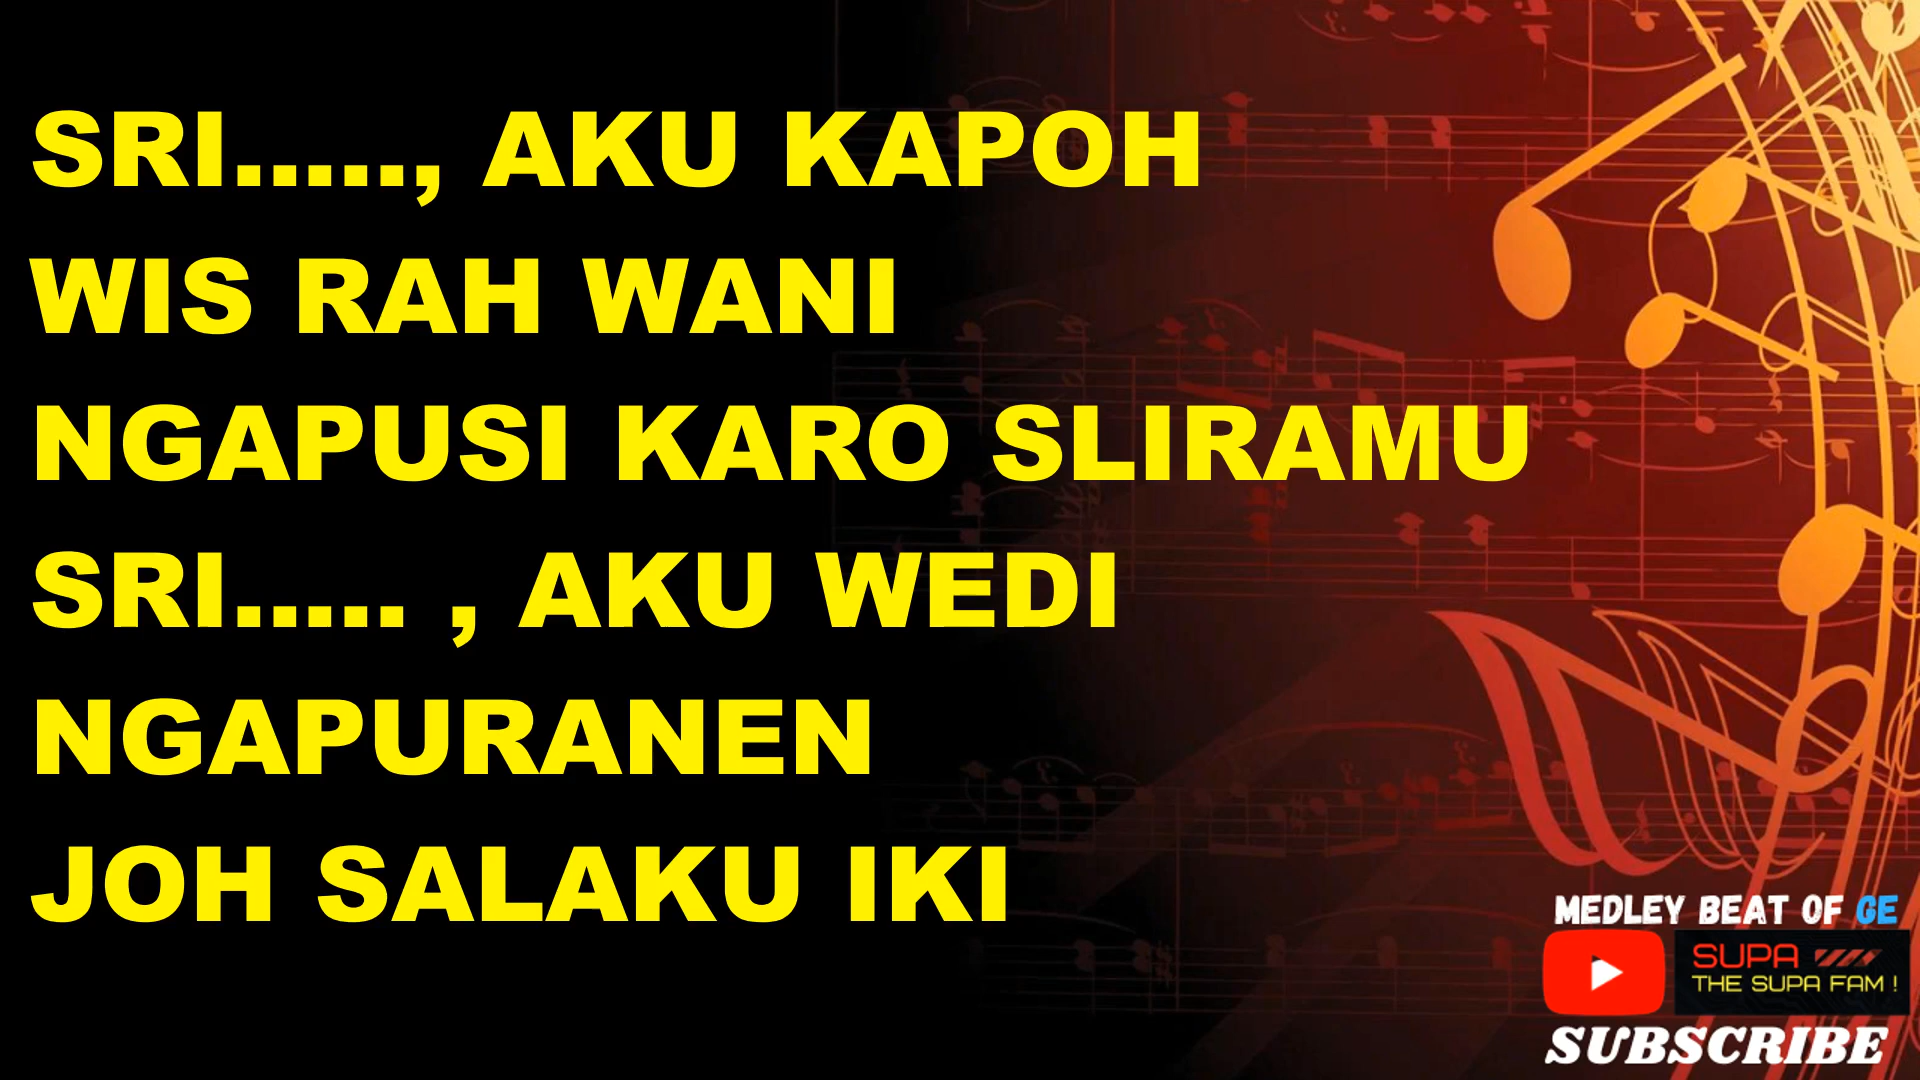 SRI....., AKU KAPOH
WIS RAH WANI
NGAPUSI KARO SLIRAMU
SRI..... , AKU WEDI
NGAPURANEN
JOH SALAKU IKI
MEDLEY BEAT OF GE
SUPA
THE SUPA FAM !
SUBSCRIBE